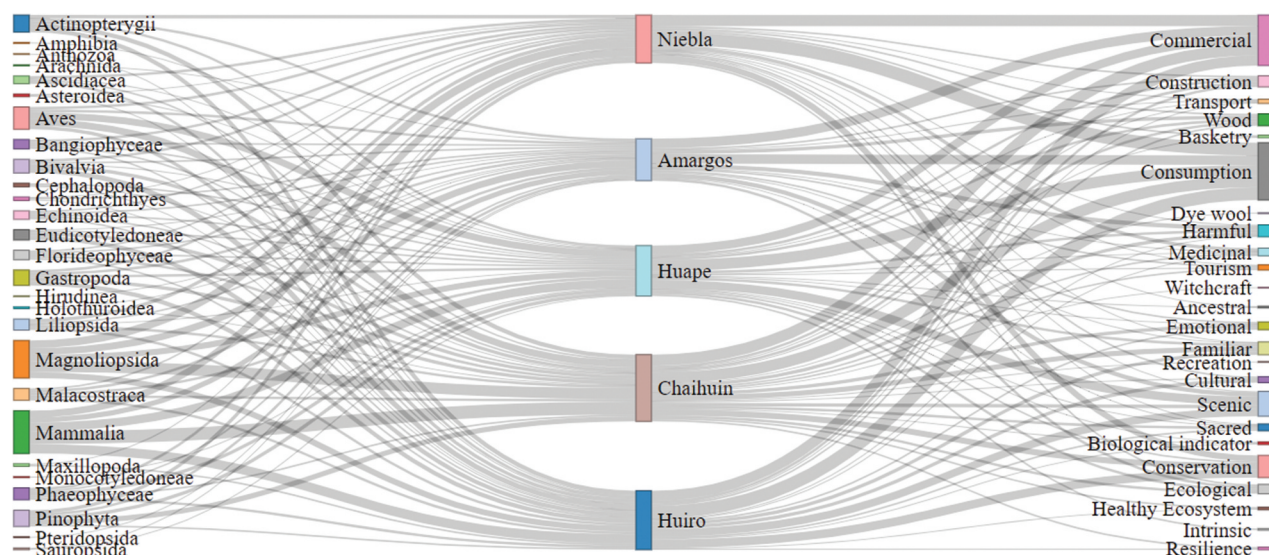 Actinopterygii
Amphibia
Anthozoa
Arachnida
Ascidiacea
Asteroidea
Aves
Bangiophyceae
Bivalvia
Cephalopoda
Chondrichthyes
Echinoidea
Eudicotyledoneae
Florideophyceae
Gastropoda
Hirudinea
Holothuroidea
Liliopsida
Magnoliopsida
Malacostraca
Mammalia
Maxillopoda
Monocotyledoneae
Phaeophyceae
Pinophyta
Pteridopsida
Sauropsida
Niebla
Amargos
Huape
Chaihuin
Huiro
Commercial
Construction
Transport
Wood
Basketry
Consumption
Dye wool
Harmful
Medicinal
Tourism
Witchcraft
Ancestral
Emotional
Familiar
Recreation
Cultural
Scenic
Sacred
Biological indicator
Conservation
Ecological
Healthy Ecosystem
Intrinsic
Resilience